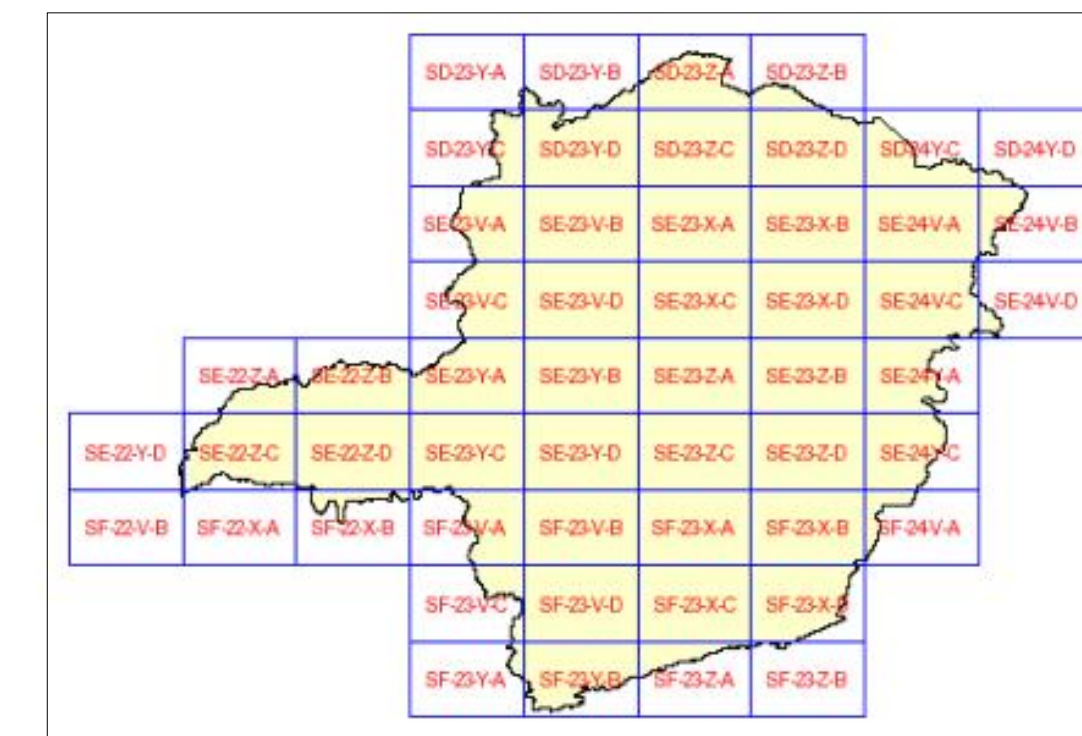 SD-23-Y-A SD-23-Y-B SD-23-Z-A SD-23-Z-B
SD-23-Y-C SD-23-Y-D SD-23-Z-C SD-23-Z-D SD-24-Y-C SD-24-Y-D
SE-23-V-A SE-23-V-B SE-23-X-A SE-23-X-B SE-24-V-A SE-24-V-B
SE-23-V-C SE-23-V-D SE-23-X-C SE-23-X-D SE-24-V-C SE-24-V-D
SE-22-Z-A SE-22-Z-B SE-23-Y-A SE-23-Y-B SE-23-Z-A SE-23-Z-B SE-24-Y-A
SE-22-Y-D SE-22-Z-C SE-22-Z-D SE-23-Y-C SE-23-Y-D SE-23-Z-C SE-23-Z-D SE-24-Y-C
SF-22-V-B SF-22-X-A SF-22-X-B SF-23-V-A SF-23-V-B SF-23-X-A SF-23-X-B SF-24-V-A
SF-23-V-C SF-23-V-D SF-23-X-C SF-23-X-D
SF-23-Y-A SF-23-Y-B SF-23-Z-A SF-23-Z-B